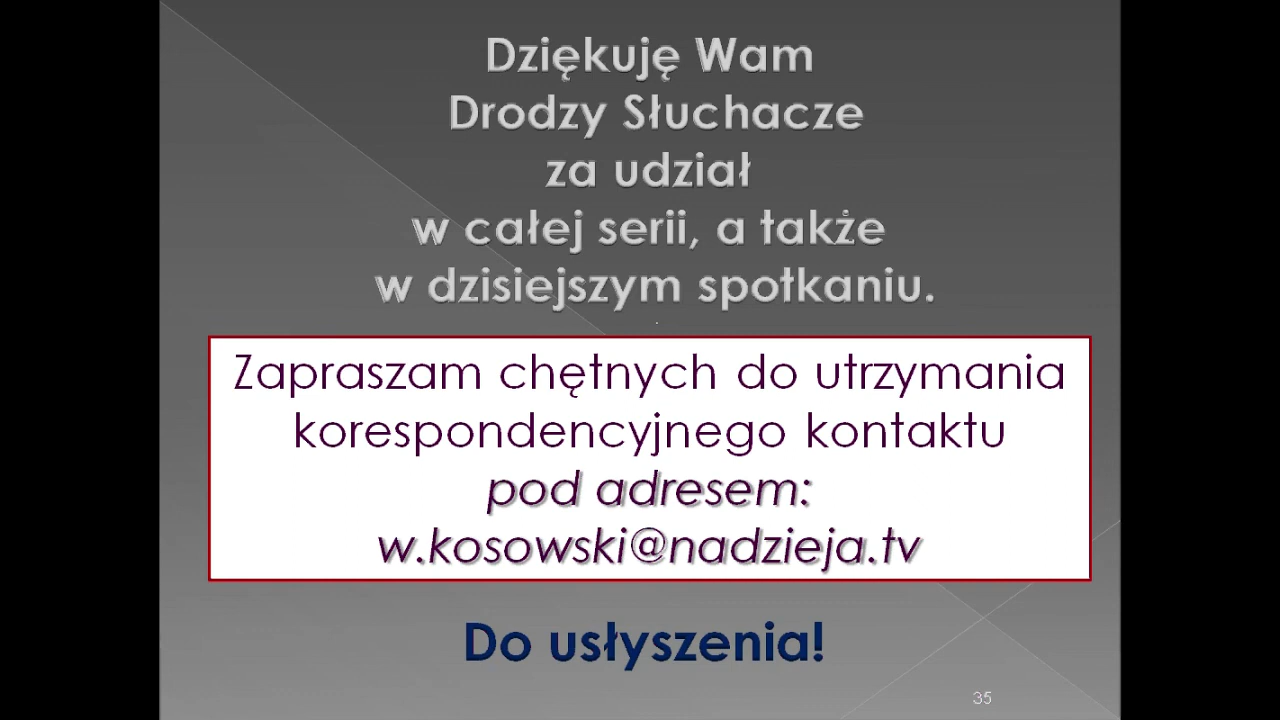 Dziękuję Wam
Drodzy Słuchacze
za udział
w całej serii, a także
w dzisiejszym spotkaniu.
.
Zapraszam chętnych do utrzymania
korespondencyjnego kontaktu
pod adresem:
w.kosowski@nadzieja.tv
Do usłyszenia!
35